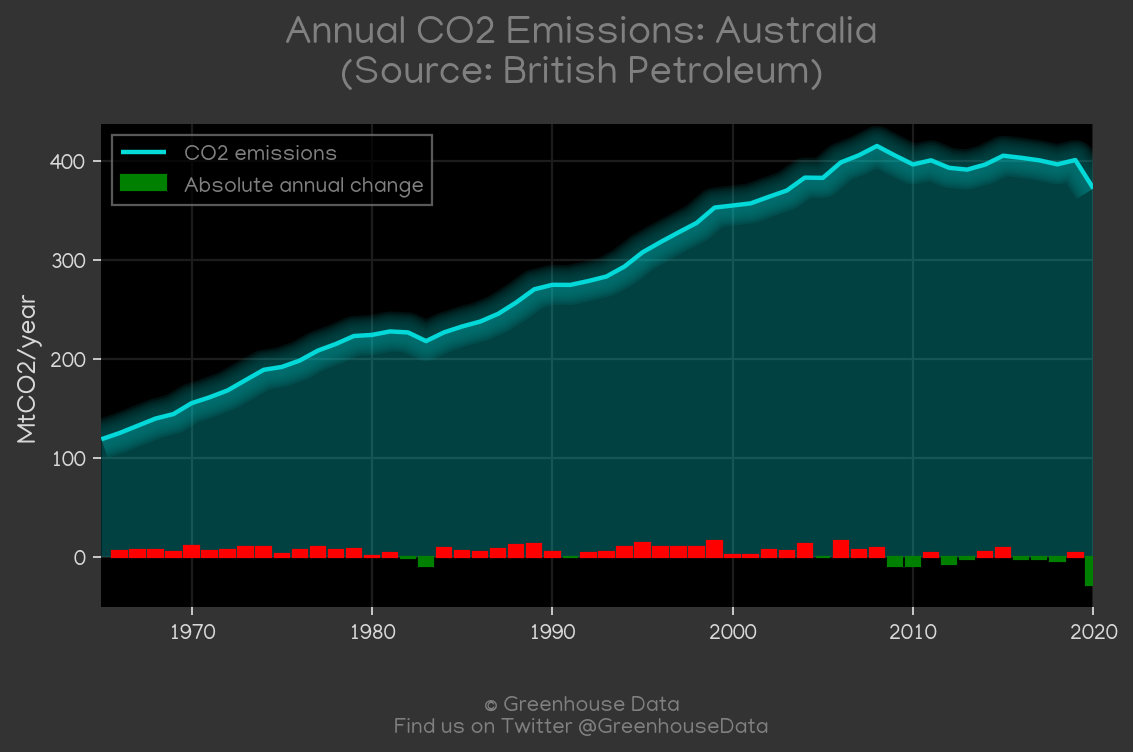 Annual CO2 Emissions: Australia
(Source: British Petroleum)
CO2 emissions
Absolute annual change
MtCO2/year
400
300
200
100
0
1970 1980 1990 2000 2010 2020
© Greenhouse Data
Find us on Twitter @GreenhouseData